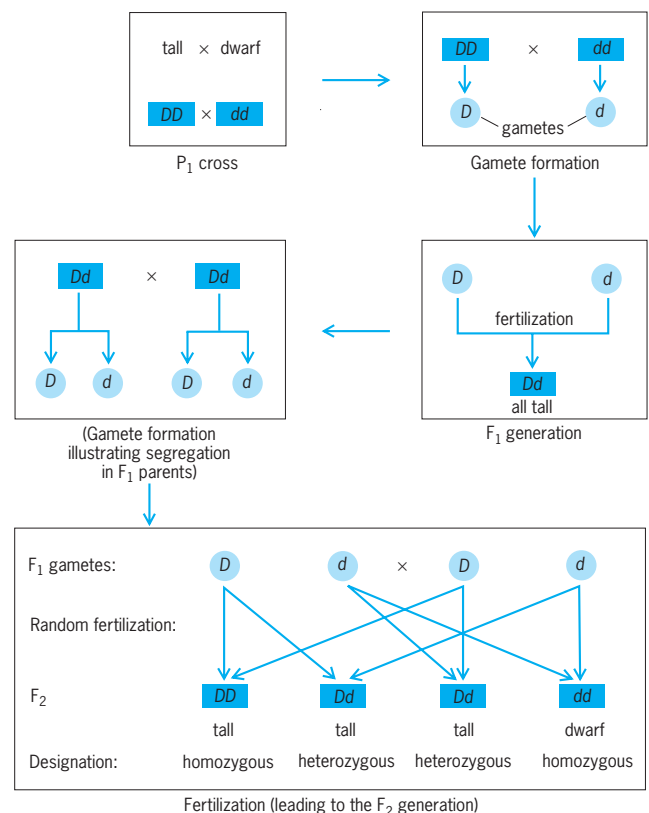 tall × dwarf
DD × dd
P1 cross
DD × dd
D d
gametes
Gamete formation
D d
fertilization
Dd
all tall
F1 generation
Dd × Dd
D d D d
(Gamete formation
illustrating segregation
in F1 parents)
F1 gametes: D d × D d
Random fertilization:
F2 DD Dd Dd dd
tall tall tall dwarf
Designation: homozygous heterozygous heterozygous homozygous
Fertilization (leading to the F2 generation)